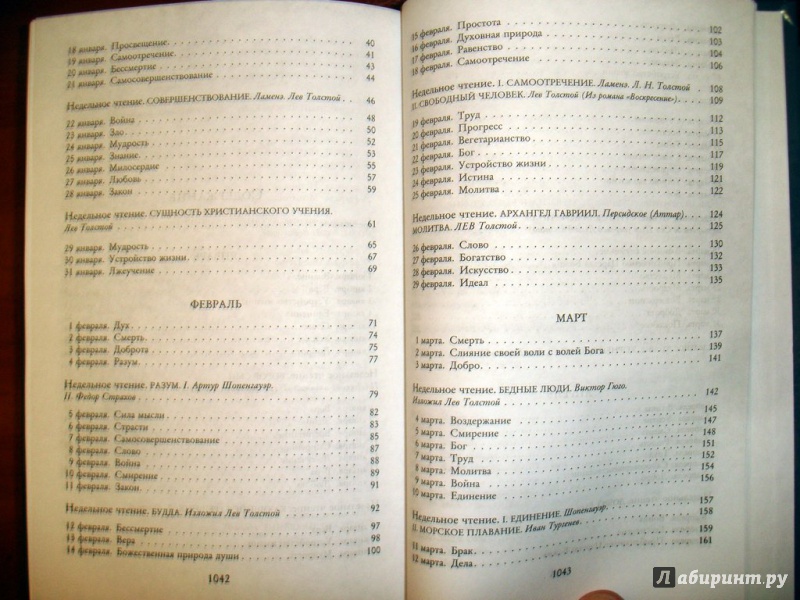 18 января. Просвещение. 40
19 января. Самоотречение. 41
20 января. Бессмертие 43
21 января. Самосовершенствование 44
Недельное чтение. СОВЕРШЕНСТВОВАНИЕ. Ламенэ. Лев Толстой 46
22 января. Война 48
23 января. Зло 50
24 января. Мудрость 52
25 января. Знание 53
26 января. Милосердие 55
27 января. Любовь 57
28 января. Закон 59
Недельное чтение. СУЩНОСТЬ ХРИСТИАНСКОГО УЧЕНИЯ.
Лев Толстой 61
29 января. Мудрость 65
30 января. Устройство жизни 67
31 января. Лжеучение 69
ФЕВРАЛЬ
1 февраля. Дух 71
2 февраля. Смерть 74
3 февраля. Доброта 75
4 февраля. Разум 77
Недельное чтение. РАЗУМ. I. Артур Шопенгауэр.
II. Федор Страхов 79
5 февраля. Сила мысли 82
6 февраля. Страсти 83
7 февраля. Самосовершенствование 85
8 февраля. Слово 87
9 февраля. Война 88
10 февраля. Смирение 89
11 февраля. Закон 91
Недельное чтение. БУДДА. Изложил Лев Толстой 92
12 февраля. Бессмертие 97
13 февраля. Вера 98
14 февраля. Божественная природа души 100
1042
15 февраля. Простота 102
16 февраля. Духовная природа 103
17 февраля. Равенство 104
18 февраля. Самоотречение 106
Недельное чтение. I. САМООТРЕЧЕНИЕ. Ламенэ. Л. Н. Толстой 108
II. СВОБОДНЫЙ ЧЕЛОВЕК. Лев Толстой (Из романа «Воскресение») 109
19 февраля. Труд 112
20 февраля. Прогресс 113
21 февраля. Вегетарианство 115
22 февраля. Бог 117
23 февраля. Устройство жизни 119
24 февраля. Истина 121
25 февраля. Молитва 122
Недельное чтение. АРХАНГЕЛ ГАВРИИЛ. Персидское (Аттар) 124
МОЛИТВА. ЛЕВ Толстой 125
26 февраля. Слово 130
27 февраля. Богатство 132
28 февраля. Искусство 133
29 февраля. Идеал 135
МАРТ
1 марта. Смерть 137
2 марта. Слияние своей воли с волей Бога 139
3 марта. Добро 141
Недельное чтение. БЕДНЫЕ ЛЮДИ. Виктор Гюго. 142
Изложил Лев Толстой
145
4 марта. Воздержание 147
5 марта. Смирение 148
6 марта. Бог 151
7 марта. Труд 152
8 марта. Молитва 154
9 марта. Война 156
10 марта. Единение
Недельное чтение. I. ЕДИНЕНИЕ. Шопенгауэр. 157
II. МОРСКОЕ ПЛАВАНИЕ. Иван Тургенев 158
11 марта. Брак 159
12 марта. Дела 161
1043
Лабиринт.ру